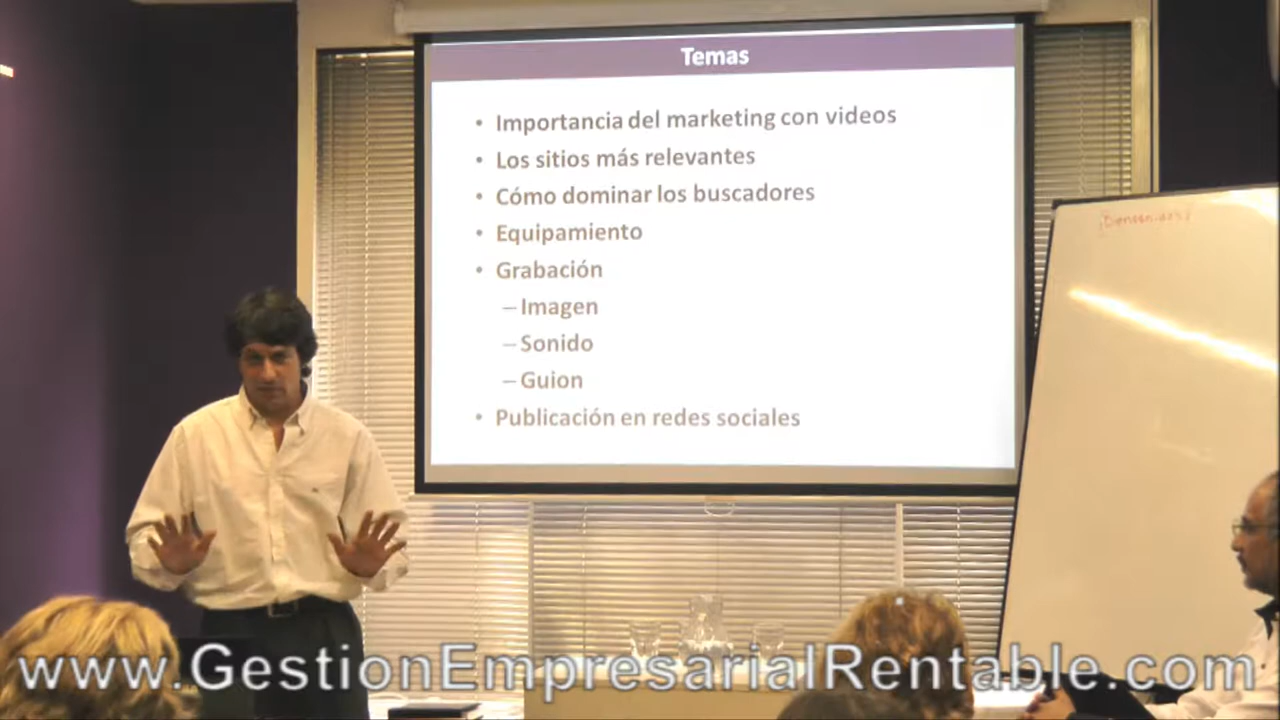 Temas
• Importancia del marketing con videos
• Los sitios más relevantes
• Cómo dominar los buscadores
• Equipamiento
• Grabación
– Imagen
– Sonido
– Guion
• Publicación en redes sociales
www.GestionEmpresarialRentable.com